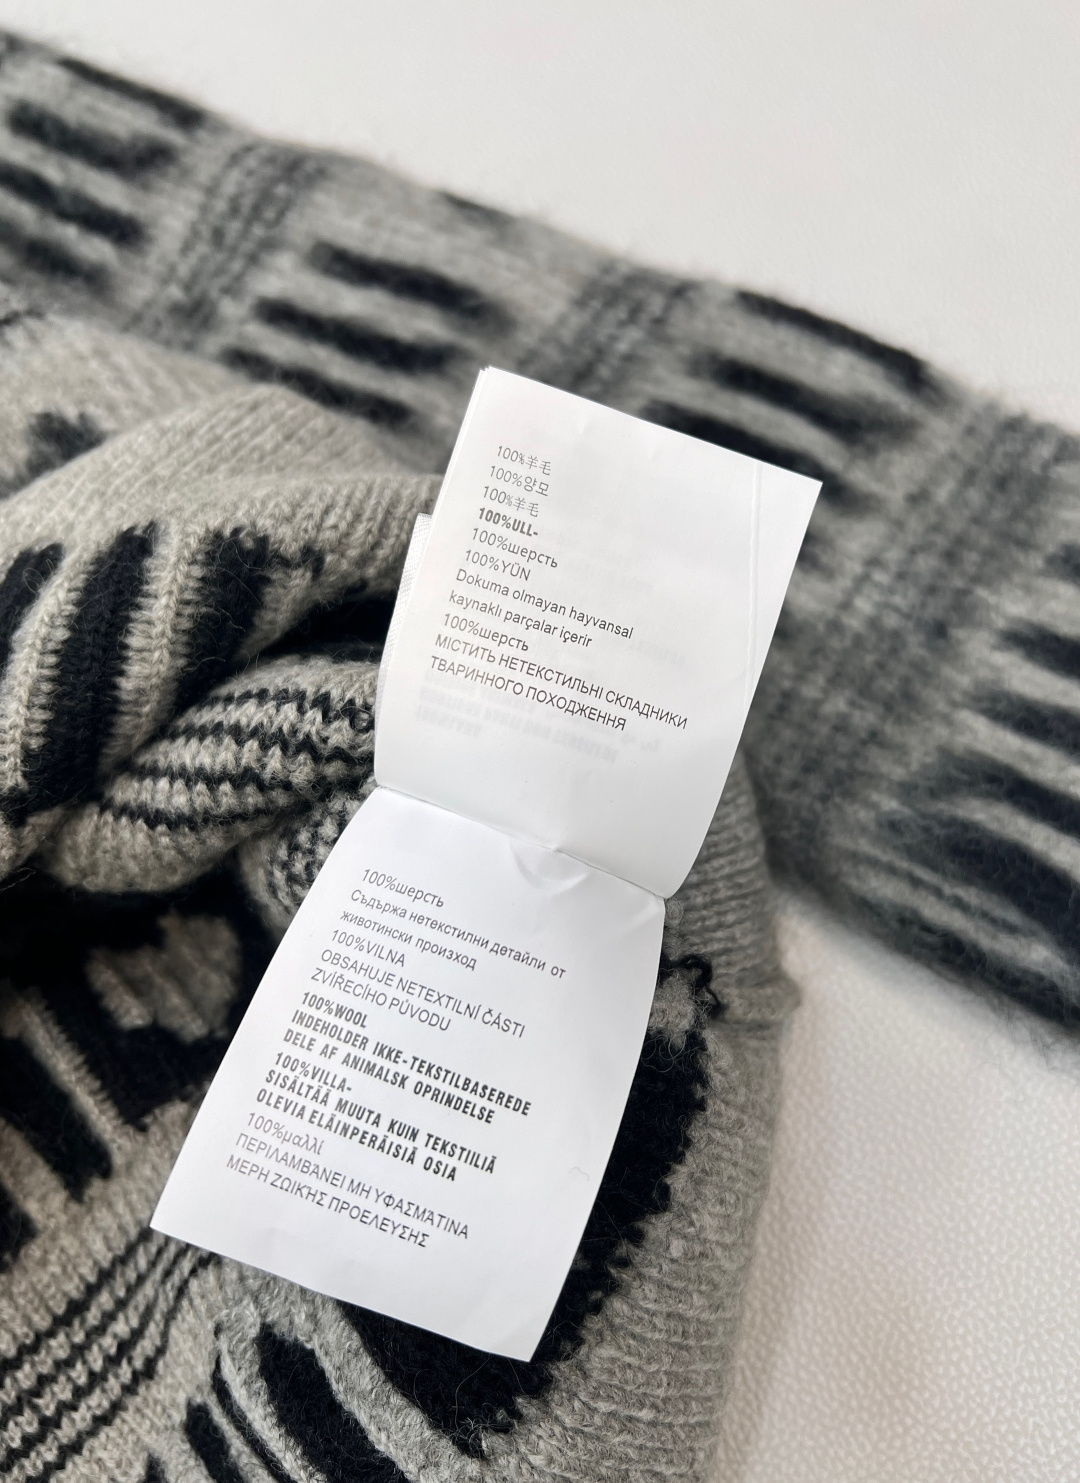 100%羊毛
100%양모
100%羊毛
100%ULL-
100%шерсть
100%YÜN
Dokuma olmayan hayvansal
kaynaklı parçalar içerir
100%шерсть
МІСТИТЬ НЕТЕКСТИЛЬНІ СКЛАДНИКИ
ТВАРИННОГО ПОХОДЖЕННЯ
100%шерсть
Съдържа нетекстилни детайли от
животински произход
100%VILNA
OBSAHUJE NETEXTILNÍ ČÁSTI
ZVÍŘECÍHO PŮVODU
100%WOOL
INDEHOLDER IKKE-TEKSTILBASEREDE
DELE AF ANIMALSK OPRINDELSE
100%VILLA-
SISÄLTÄÄ MUUTA KUIN TEKSTIILIÄ
OLEVIA ELÄINPERÄISIÄ OSIA
100%μαλλί
ΠΕΡΙΛΑΜΒΆΝΕΙ ΜΗ ΥΦΑΣΜΆΤΙΝΑ
ΜΕΡΗ ΖΩΙΚΉΣ ΠΡΟΕΛΕΥΣΗΣ